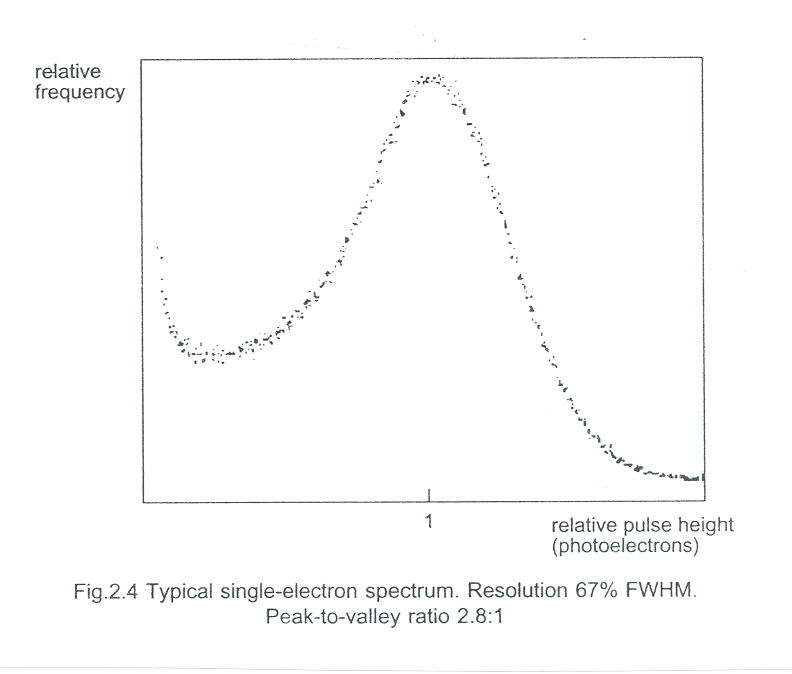 relative
frequency
1
relative pulse height
(photoelectrons)
Fig.2.4 Typical single-electron spectrum. Resolution 67% FWHM.
Peak-to-valley ratio 2.8:1